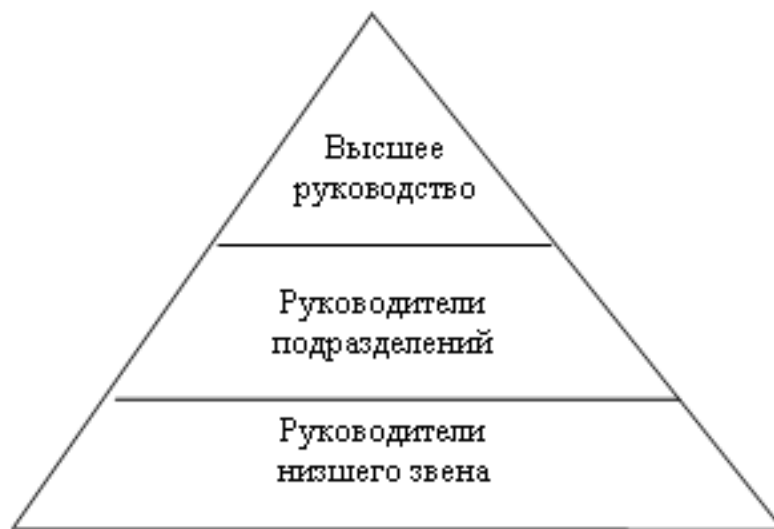 Высшее
руководство
Руководители
подразделений
Руководители
низшего звена